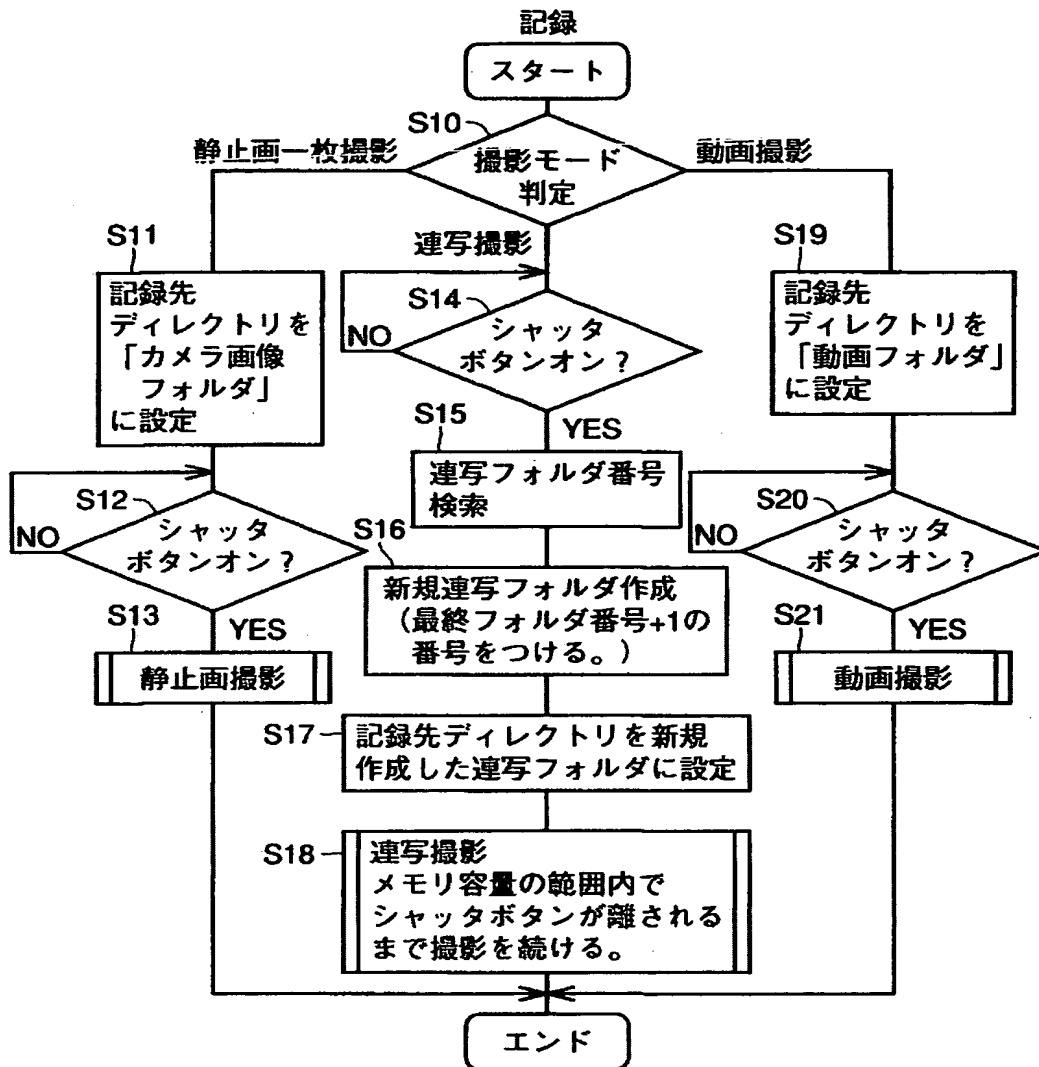 記録
スタート
S10
静止画一枚撮影
撮影モード
判定
動画撮影
S11
記録先
ディレクトリを
「カメラ画像
フォルダ」
に設定
S12
シャッタ
ボタンオン？
NO
YES
S13
静止画撮影
連写撮影
S14
シャッタ
ボタンオン？
NO
YES
S15
連写フォルダ番号
検索
S16
新規連写フォルダ作成
（最終フォルダ番号+1の
番号をつける。）
S17
記録先ディレクトリを新規
作成した連写フォルダに設定
S18
連写撮影
メモリ容量の範囲内で
シャッタボタンが離される
まで撮影を続ける。
S19
記録先
ディレクトリを
「動画フォルダ」
に設定
S20
シャッタ
ボタンオン？
NO
YES
S21
動画撮影
エンド